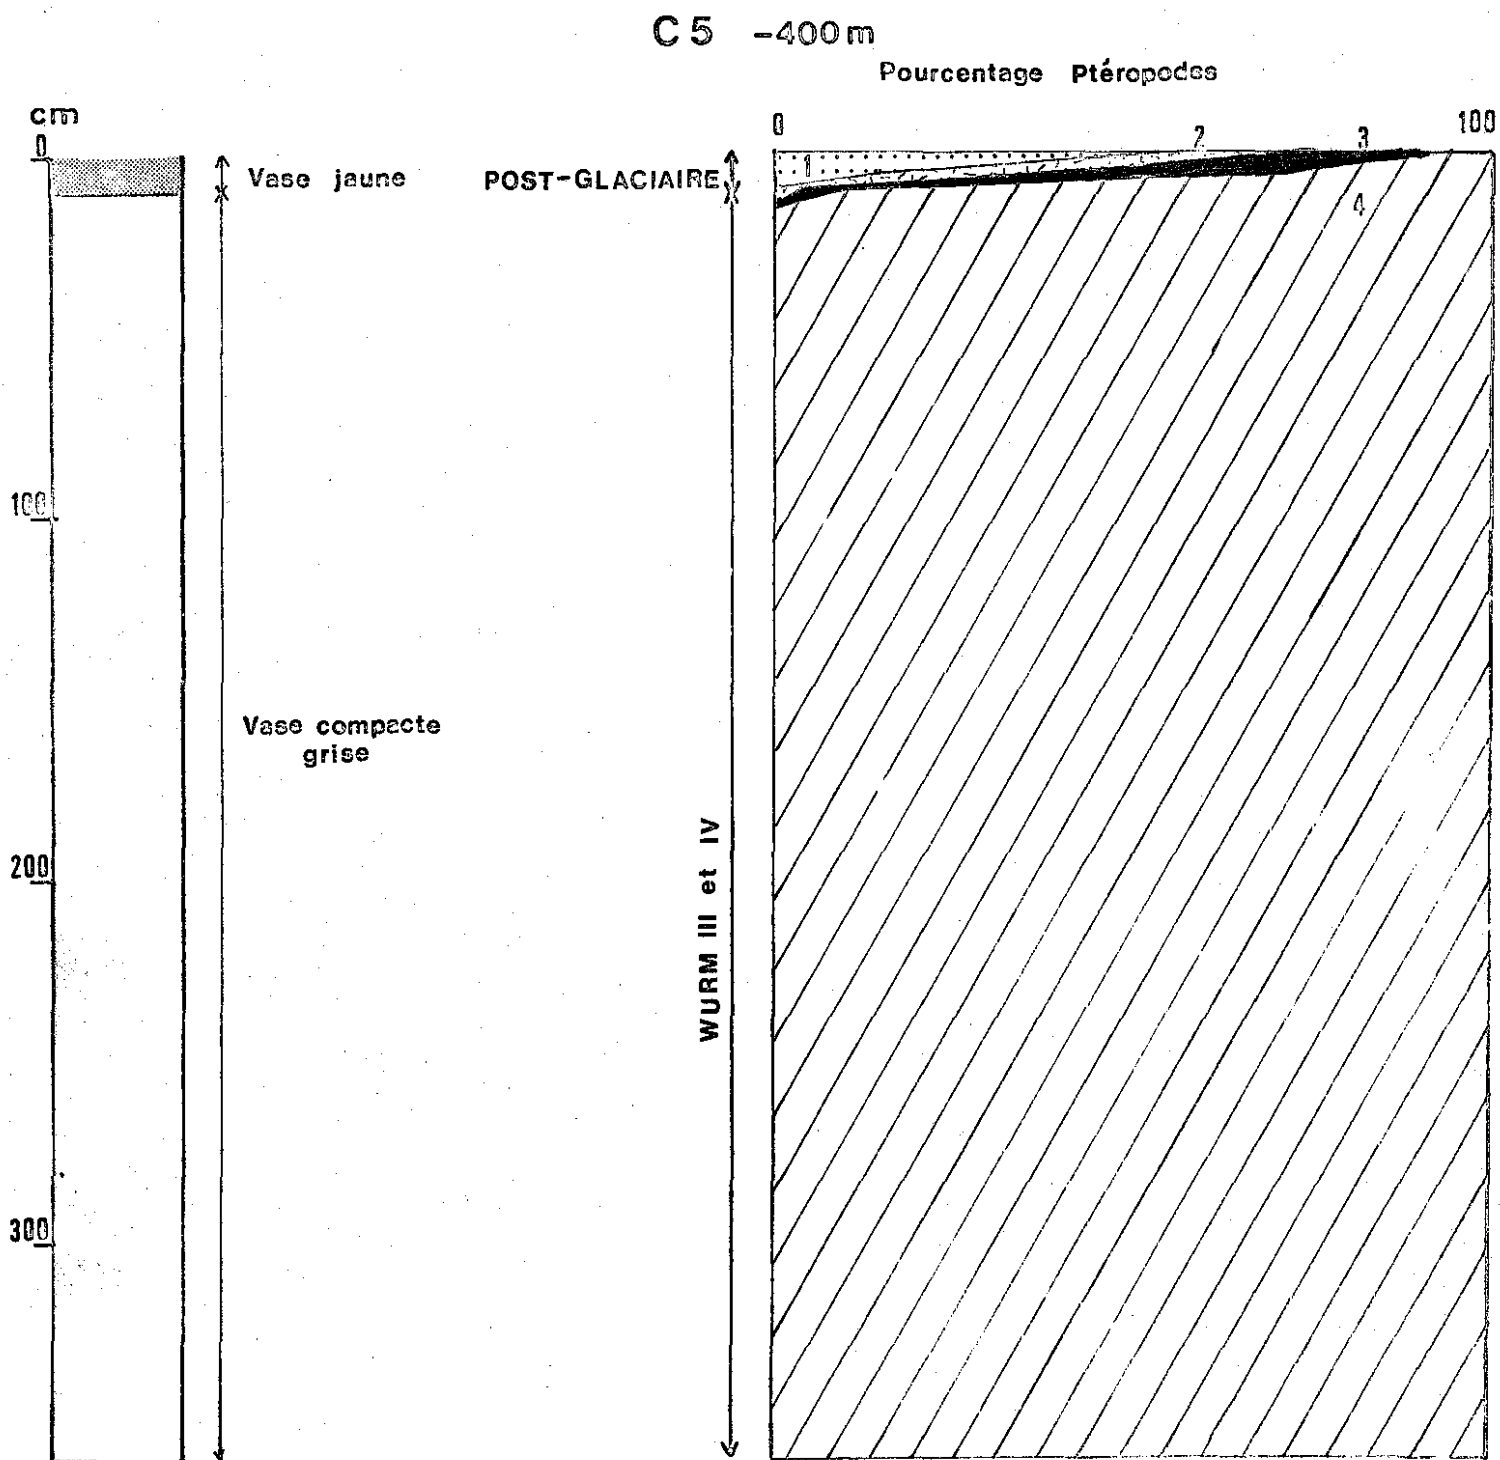 C5 -400m
Pourcentage Ptéropodes
cm
0
0
100
2
3
1
4
Vase jaune
POST-GLACIAIRE
100
Vase compacte
grise
WURM III et IV
200
300